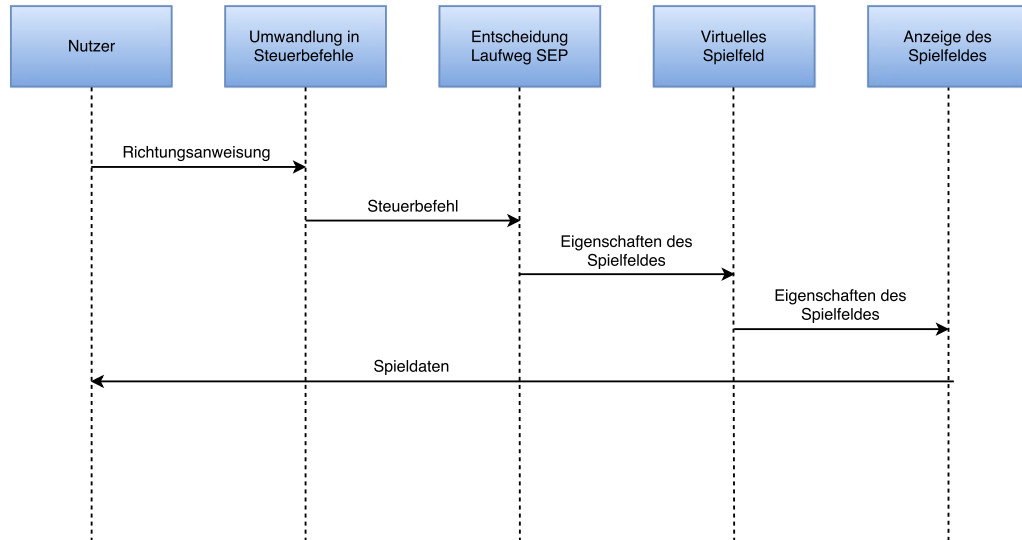 Nutzer
Umwandlung in
Steuerbefehle
Entscheidung
Laufweg SEP
Virtuelles
Spielfeld
Anzeige des
Spielfeldes
Richtungsanweisung
Steuerbefehl
Eigenschaften des
Spielfeldes
Eigenschaften des
Spielfeldes
Spieldaten